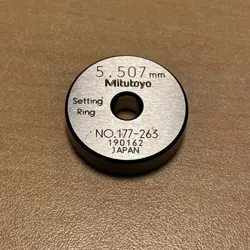 5.507mm
Mitutoyo
Setting
Ring
NO.177-263
190162
JAPAN